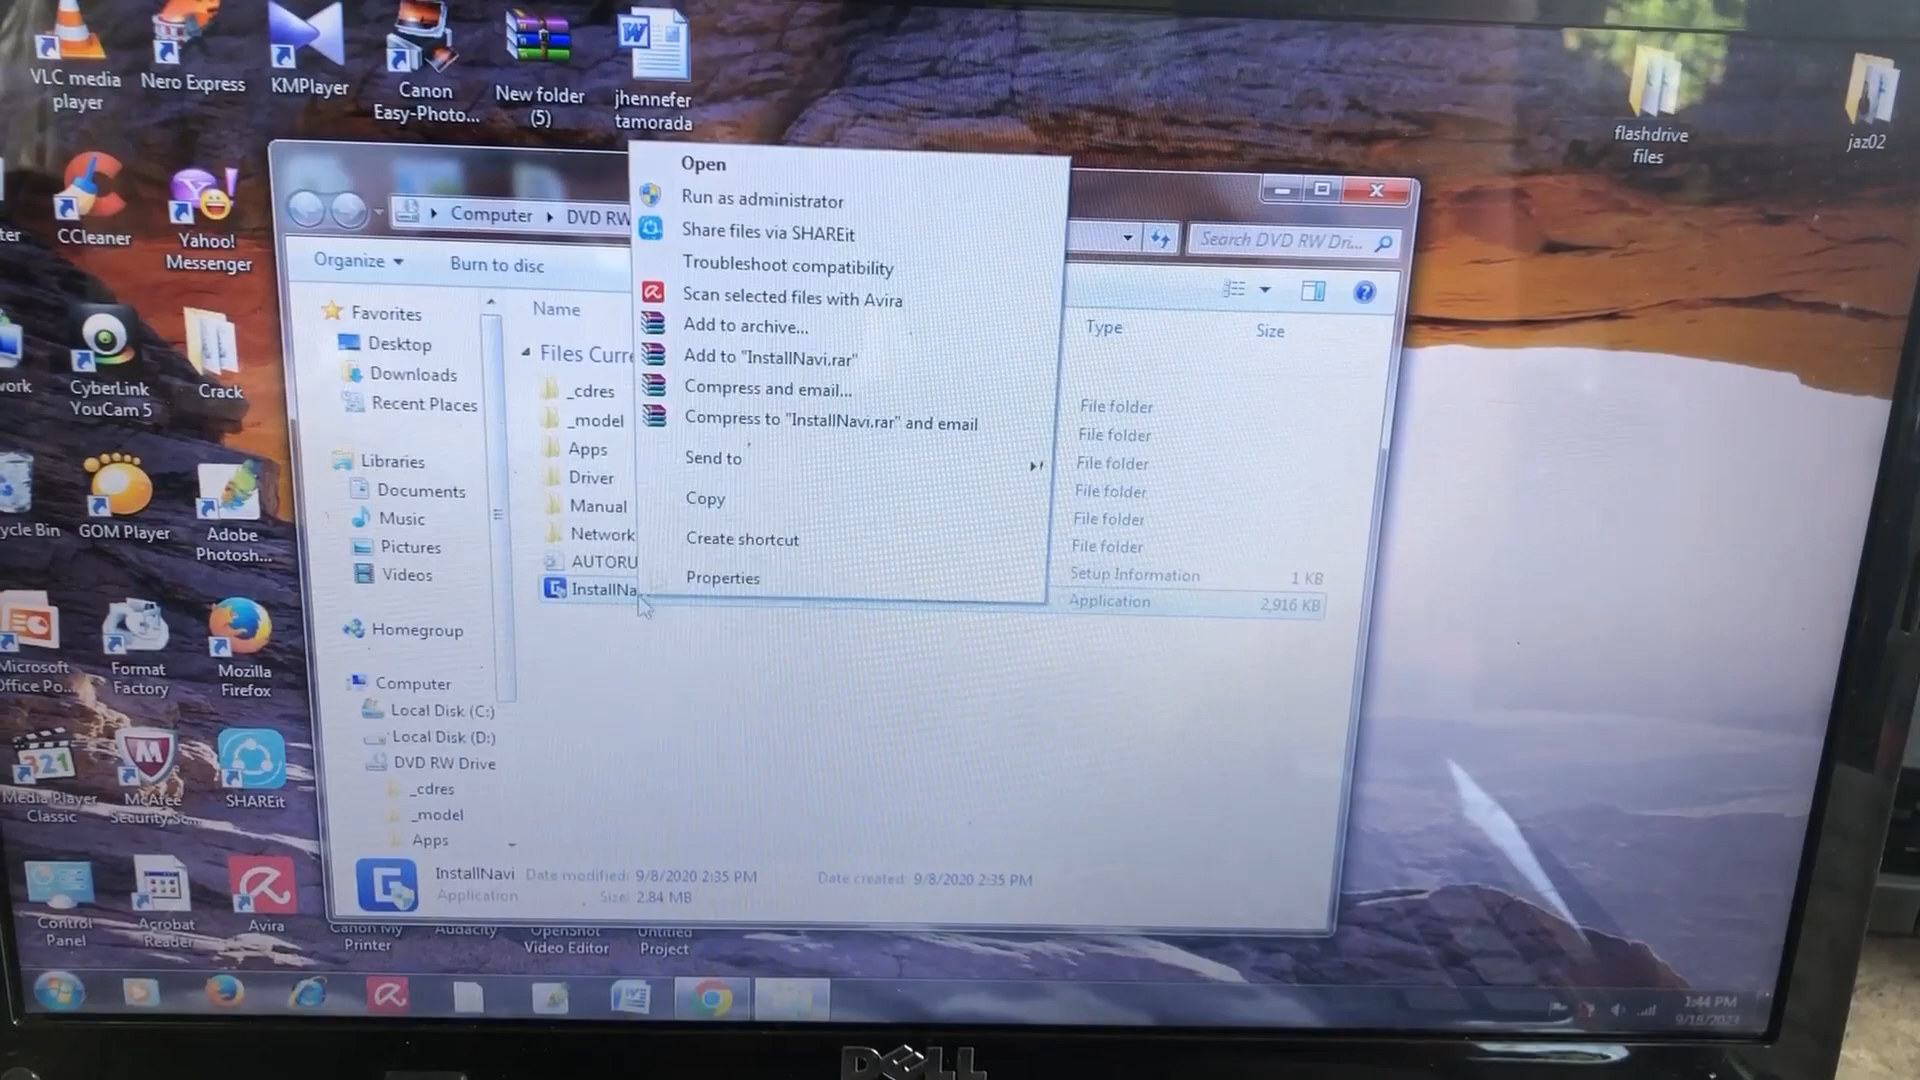 VLC media
player
Nero Express
KMPlayer
Canon
Easy-Photo...
New folder
(5)
jhennefer
tamorada
flashdrive
files
jaz02
CCleaner
Yahoo!
Messenger
CyberLink
YouCam 5
Crack
ycle Bin
GOM Player
Adobe
Photosh...
Microsoft
Office Po...
Format
Factory
Mozilla
Firefox
Media Player
Classic
McAfee
Security Sc...
SHAREit
Control
Panel
Acrobat
Reader
Avira
Canon My
Printer
Audacity
OpenShot
Video Editor
Untitled
Project
Computer
DVD RW
Search DVD RW Dri...
Organize
Burn to disc
Favorites
Desktop
Downloads
Recent Places
Libraries
Documents
Music
Pictures
Videos
Homegroup
Computer
Local Disk (C:)
Local Disk (D:)
DVD RW Drive
_cdres
_model
Apps
Name
Type
Size
Files Curre
_cdres
File folder
_model
File folder
Apps
File folder
Driver
File folder
Manual
File folder
Network
File folder
AUTORU
Setup Information
1 KB
InstallNa
Application
2,916 KB
Open
Run as administrator
Share files via SHAREit
Troubleshoot compatibility
Scan selected files with Avira
Add to archive...
Add to "InstallNavi.rar"
Compress and email...
Compress to "InstallNavi.rar" and email
Send to
Copy
Create shortcut
Properties
InstallNavi
Date modified: 9/8/2020 2:35 PM
Date created: 9/8/2020 2:35 PM
Application
Size: 2.84 MB
1:44 PM
9/18/2023
DELL